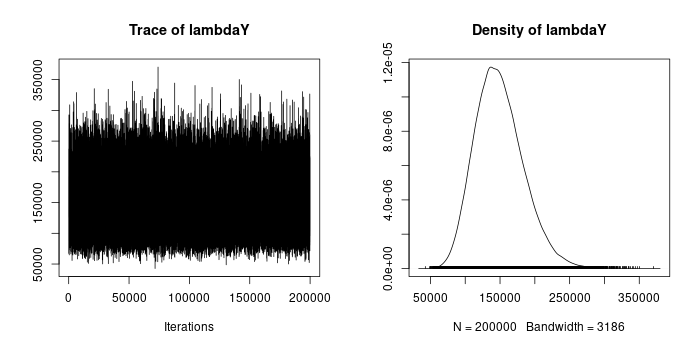 Trace of lambdaY
350000
250000
150000
50000
0
50000
100000
150000
200000
Iterations
Density of lambdaY
1.2e-05
8.0e-06
4.0e-06
0.0e+00
50000
150000
250000
350000
N = 200000 Bandwidth = 3186